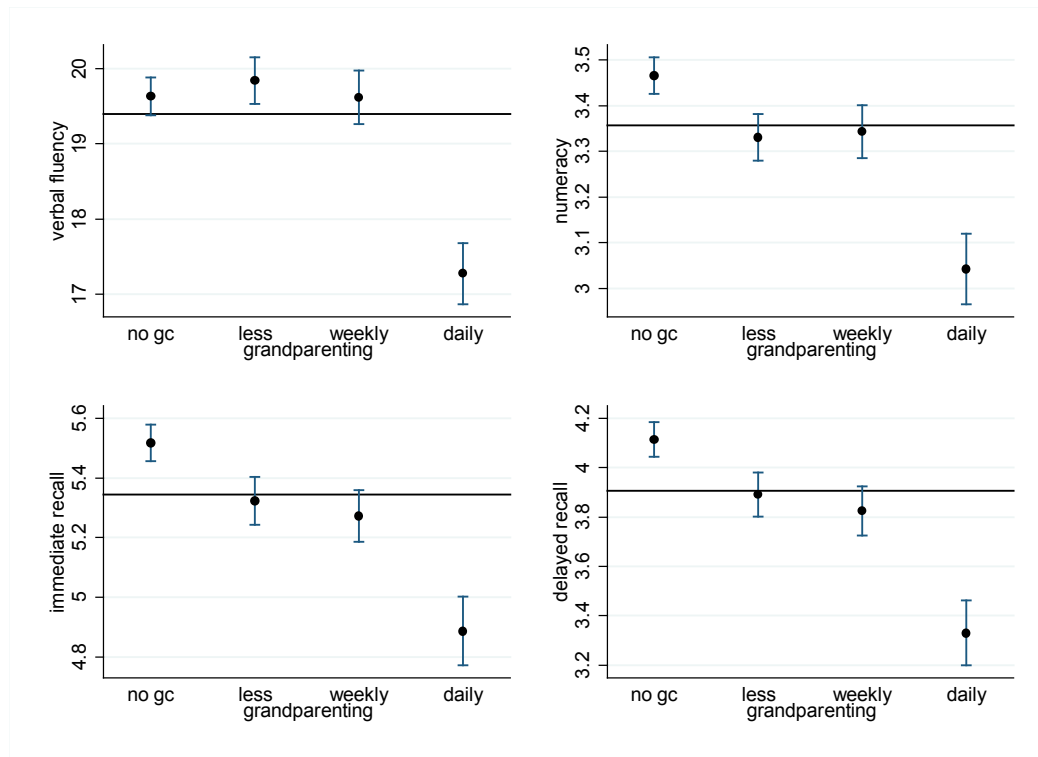 verbal fluency
20
19
18
17
no gc less weekly daily
grandparenting
numeracy
3.5
3.4
3.3
3.2
3.1
3
no gc less weekly daily
grandparenting
immediate recall
5.6
5.4
5.2
5
4.8
no gc less weekly daily
grandparenting
delayed recall
4.2
4
3.8
3.6
3.4
3.2
no gc less weekly daily
grandparenting